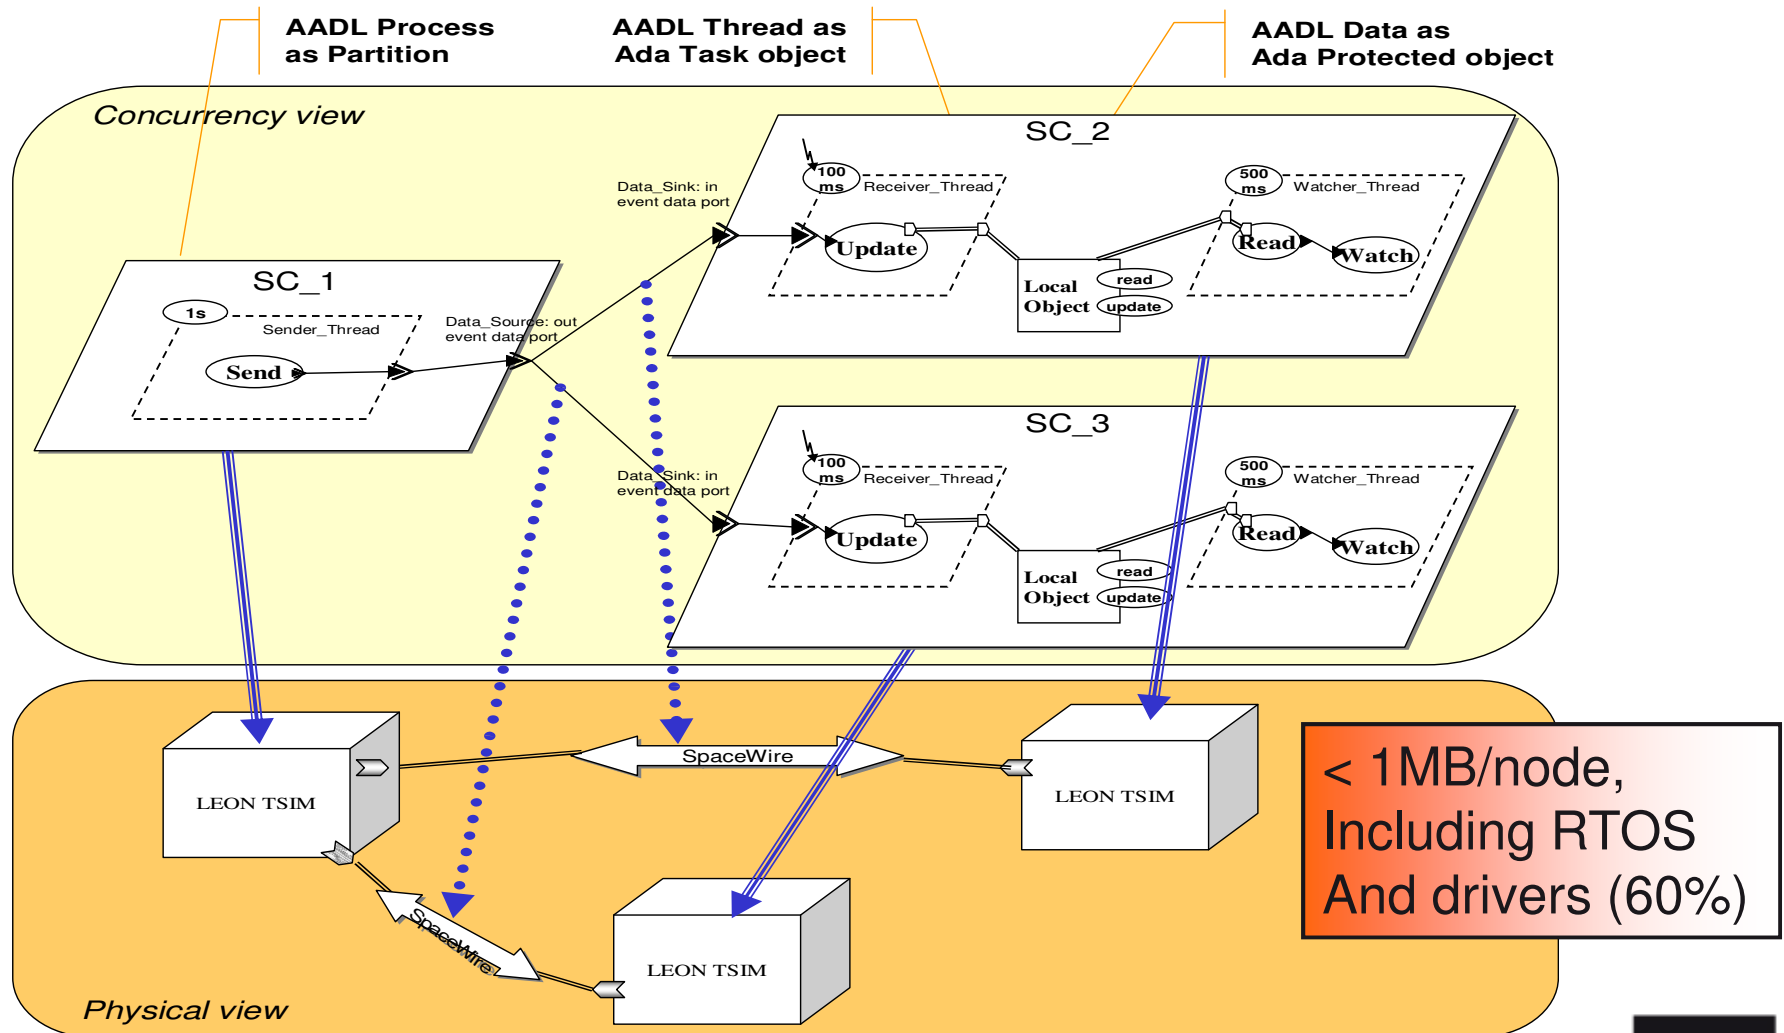 AADL Process
as Partition
AADL Thread as
Ada Task object
AADL Data as
Ada Protected object
Concurrency view
SC_1
1s
Sender_Thread
Send
Data_Source: out
event data port
Data_Sink: in
event data port
SC_2
100
ms
Receiver_Thread
Update
Local
Object
read
update
500
ms
Watcher_Thread
Read
Watch
Data_Sink: in
event data port
SC_3
100
ms
Receiver_Thread
Update
Local
Object
read
update
500
ms
Watcher_Thread
Read
Watch
LEON TSIM
SpaceWire
LEON TSIM
SpaceWire
LEON TSIM
< 1MB/node,
Including RTOS
And drivers (60%)
Physical view